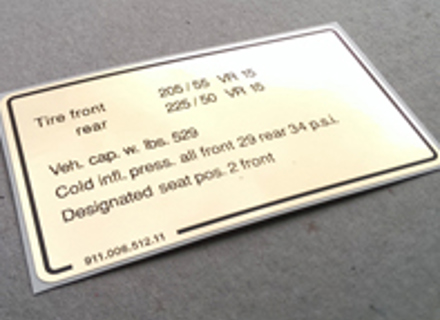 Tire front 205/55 VR 15
rear 225/50 VR 15
Veh. cap. w. lbs. 529
Cold infl. press. all front 29 rear 34 p.s.i.
Designated seat pos. 2 front
911.006.512.11